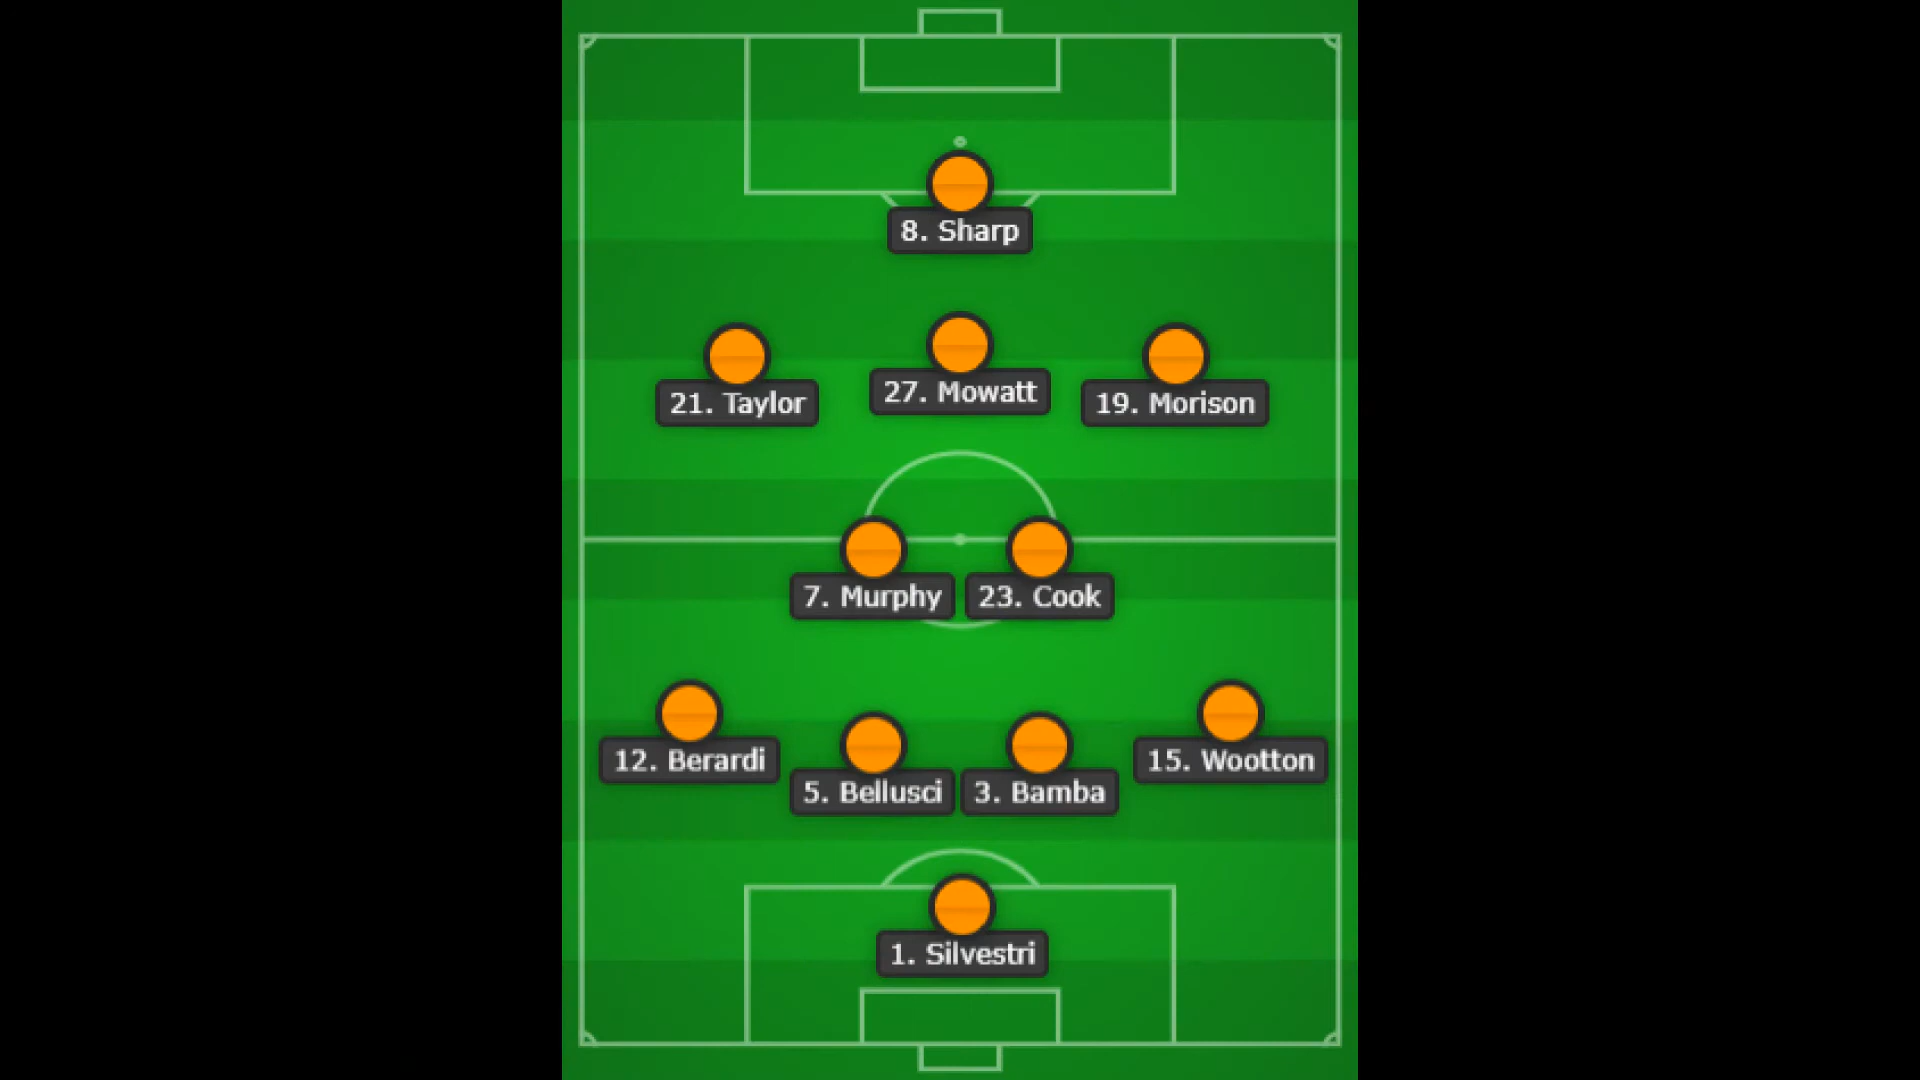 8. Sharp
21. Taylor
27. Mowatt
19. Morison
7. Murphy
23. Cook
12. Berardi
5. Bellusci
3. Bamba
15. Wootton
1. Silvestri